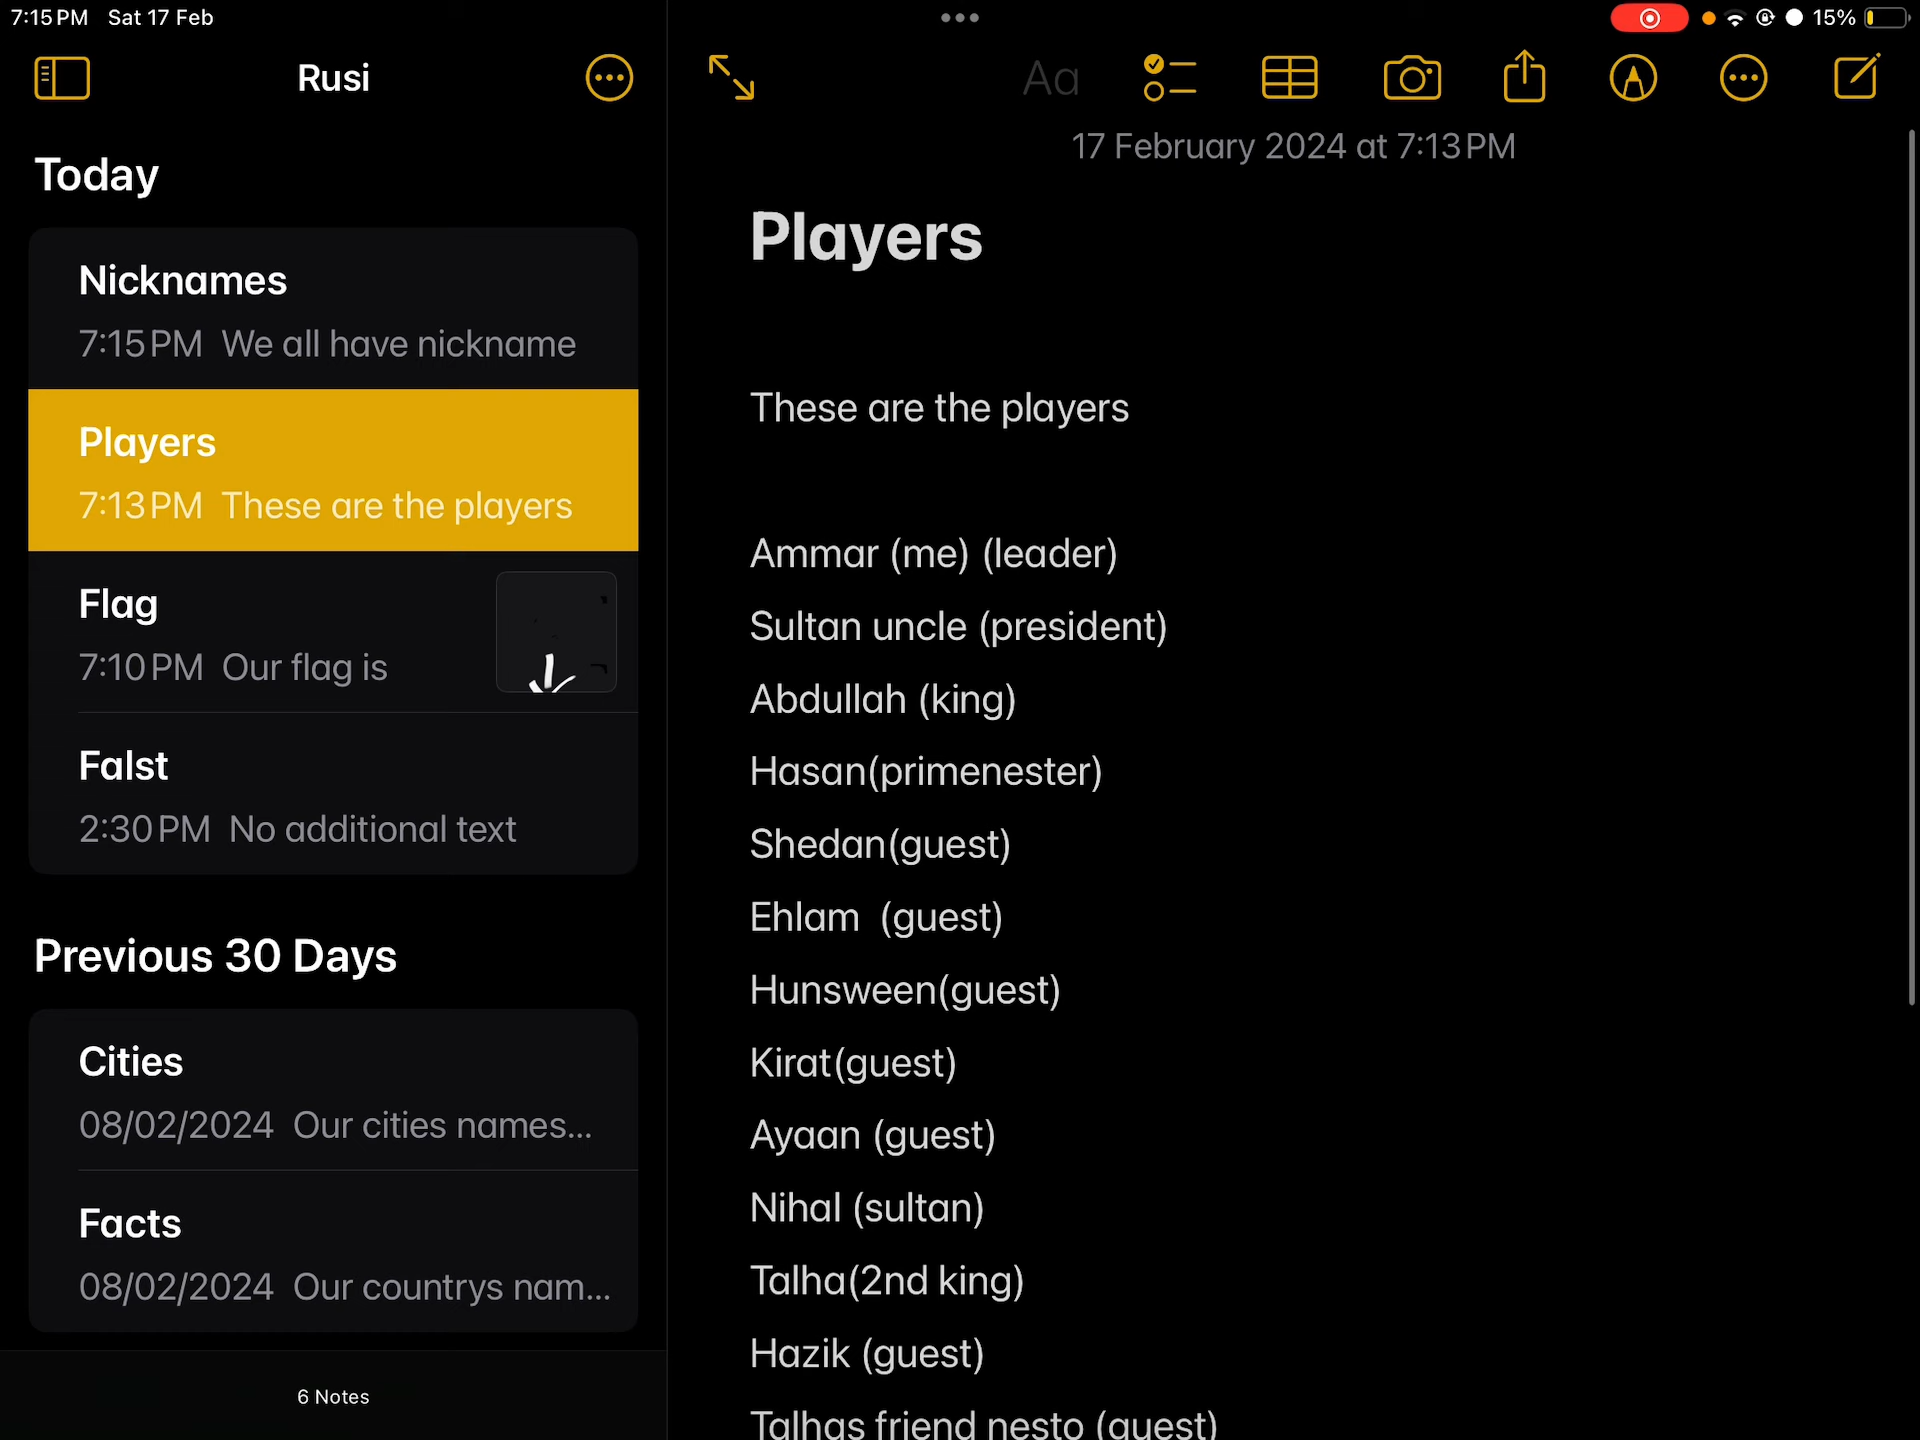 7:15 PM Sat 17 Feb
15%
Rusi
Today
Nicknames
7:15 PM We all have nickname
Players
7:13 PM These are the players
Flag
7:10 PM Our flag is
Falst
2:30 PM No additional text
Previous 30 Days
Cities
08/02/2024 Our cities names...
Facts
08/02/2024 Our countrys nam...
6 Notes
Aa
17 February 2024 at 7:13 PM
Players
These are the players
Ammar (me) (leader)
Sultan uncle (president)
Abdullah (king)
Hasan(primenester)
Shedan(guest)
Ehlam  (guest)
Hunsween(guest)
Kirat(guest)
Ayaan (guest)
Nihal (sultan)
Talha(2nd king)
Hazik (guest)
Talhas friend nesto (guest)